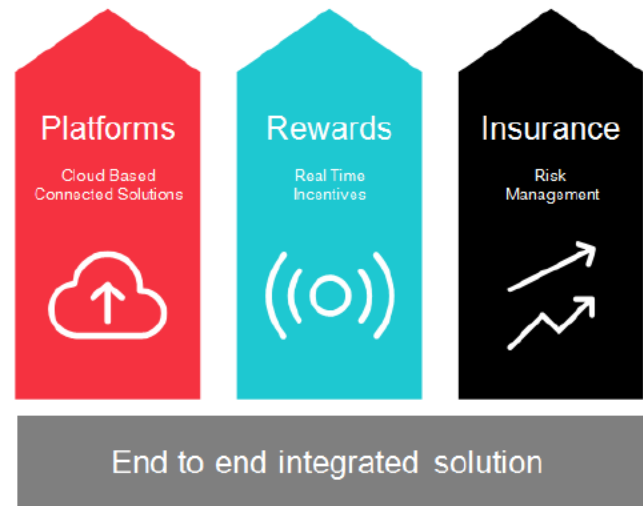 Platforms
Cloud Based
Connected Solutions
Rewards
Real Time
Incentives
Insurance
Risk
Management
End to end integrated solution